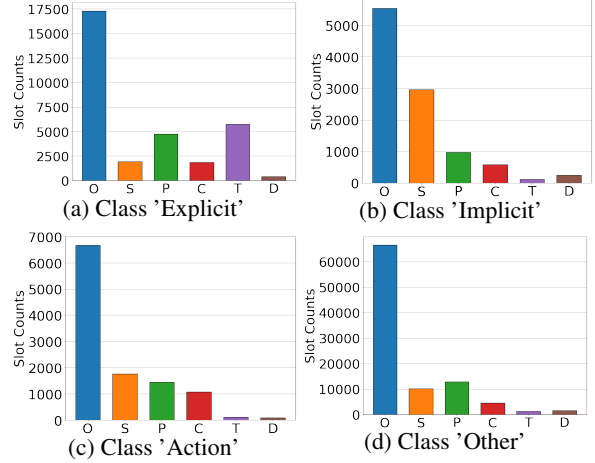 17500
15000
12500
10000
7500
5000
2500
0
Slot Counts
O S P C T D
(a) Class 'Explicit'
5000
4000
3000
2000
1000
0
Slot Counts
O S P C T D
(b) Class 'Implicit'
7000
6000
5000
4000
3000
2000
1000
0
Slot Counts
O S P C T D
(c) Class 'Action'
60000
50000
40000
30000
20000
10000
0
Slot Counts
O S P C T D
(d) Class 'Other'